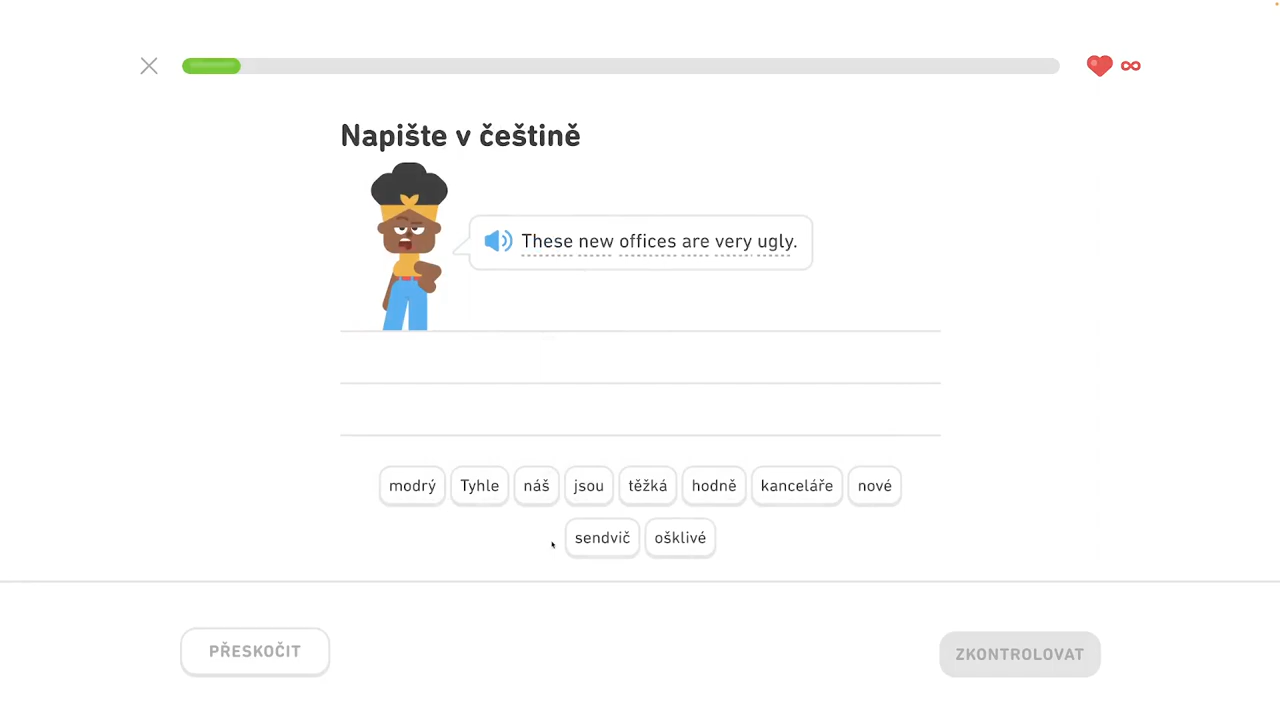 ∞
Napište v češtině
These new offices are very ugly.
modrý Tyhle náš jsou těžká hodně kanceláře nové
sendvič ošklivé
PŘESKOČIT ZKONTROLOVAT